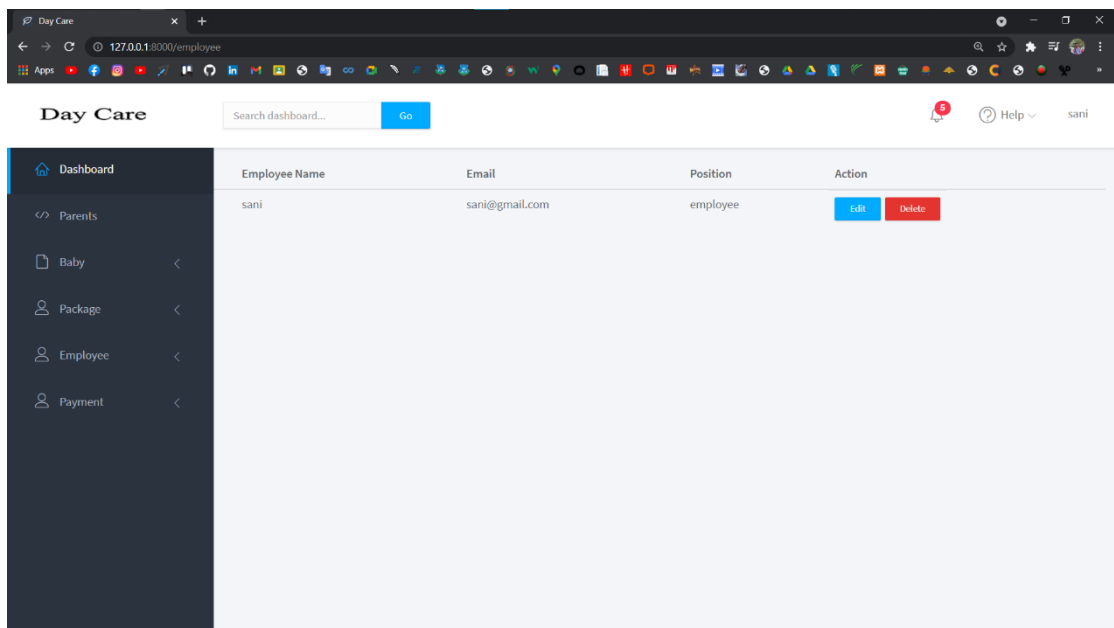 Day Care
127.0.0.1:8000/employee
Apps
Day Care
Search dashboard...
Go
5
Help
sani
Dashboard
Parents
Baby
Package
Employee
Payment
Employee Name Email Position Action
sani sani@gmail.com employee Edit Delete